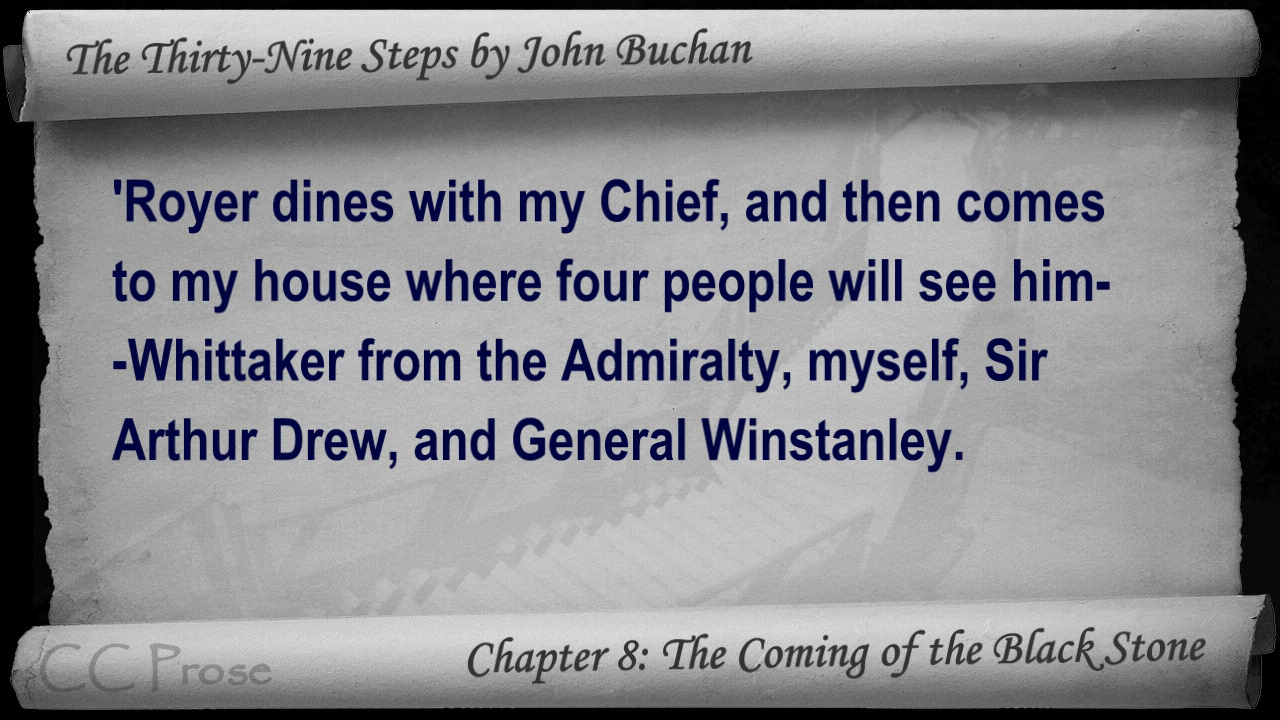 The Thirty-Nine Steps by John Buchan
'Royer dines with my Chief, and then comes
to my house where four people will see him-
-Whittaker from the Admiralty, myself, Sir
Arthur Drew, and General Winstanley.
CC Prose
Chapter 8: The Coming of the Black Stone